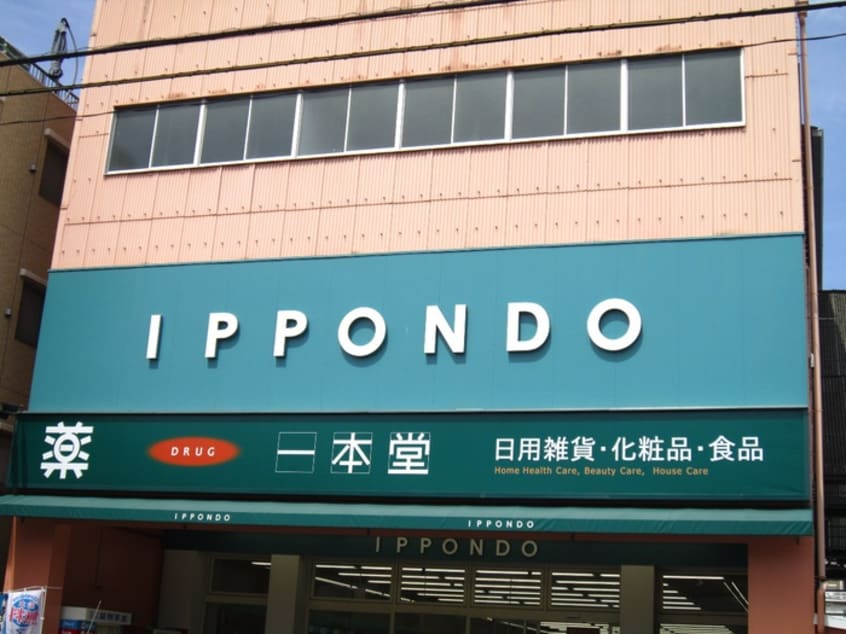 IPPONDO
薬 DRUG 一本堂 日用雑貨・化粧品・食品
Home Health Care, Beauty Care, House Care
IPPONDO IPPONDO
IPPONDO